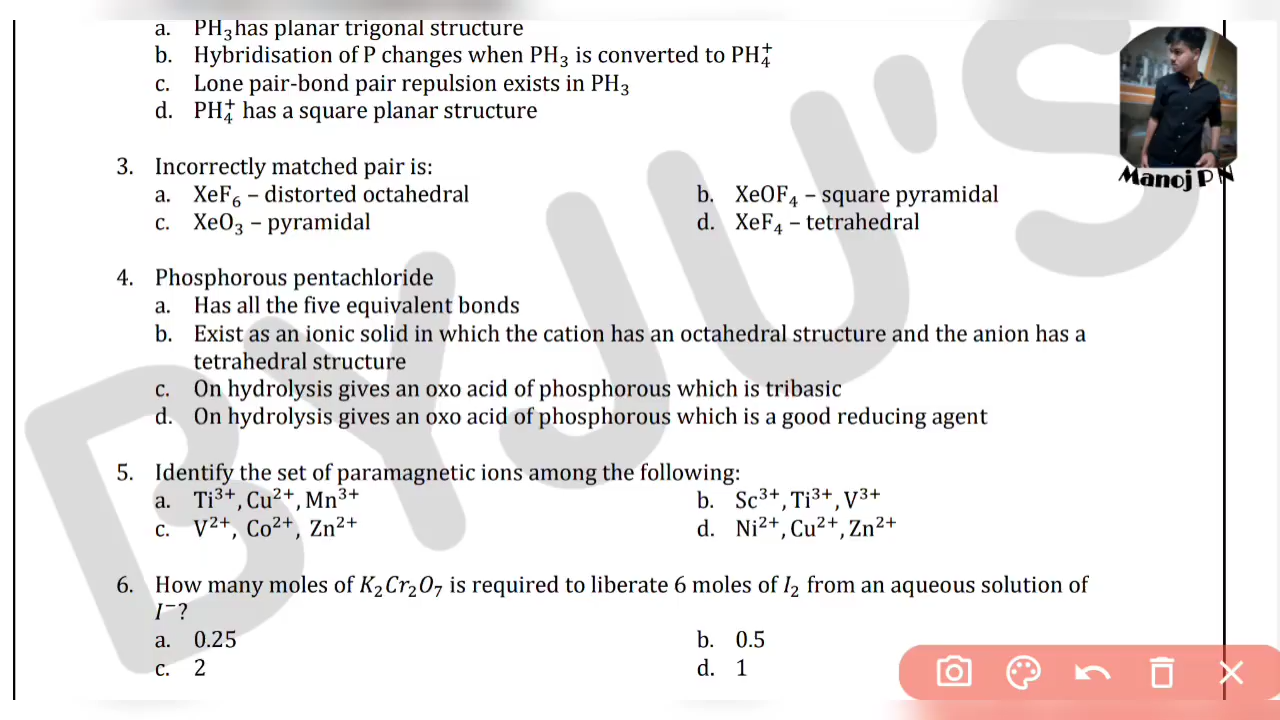 a. PH₃ has planar trigonal structure
b. Hybridisation of P changes when PH₃ is converted to PH₄⁺
c. Lone pair-bond pair repulsion exists in PH₃
d. PH₄⁺ has a square planar structure
3. Incorrectly matched pair is:
a. XeF₆ – distorted octahedral b. XeOF₄ – square pyramidal
c. XeO₃ – pyramidal d. XeF₄ – tetrahedral
4. Phosphorous pentachloride
a. Has all the five equivalent bonds
b. Exist as an ionic solid in which the cation has an octahedral structure and the anion has a
tetrahedral structure
c. On hydrolysis gives an oxo acid of phosphorous which is tribasic
d. On hydrolysis gives an oxo acid of phosphorous which is a good reducing agent
5. Identify the set of paramagnetic ions among the following:
a. Ti³⁺, Cu²⁺, Mn³⁺ b. Sc³⁺, Ti³⁺, V³⁺
c. V²⁺, Co²⁺, Zn²⁺ d. Ni²⁺, Cu²⁺, Zn²⁺
6. How many moles of K₂Cr₂O₇ is required to liberate 6 moles of I₂ from an aqueous solution of
I⁻?
a. 0.25 b. 0.5
c. 2 d. 1
Manoj PN
BYJU'S